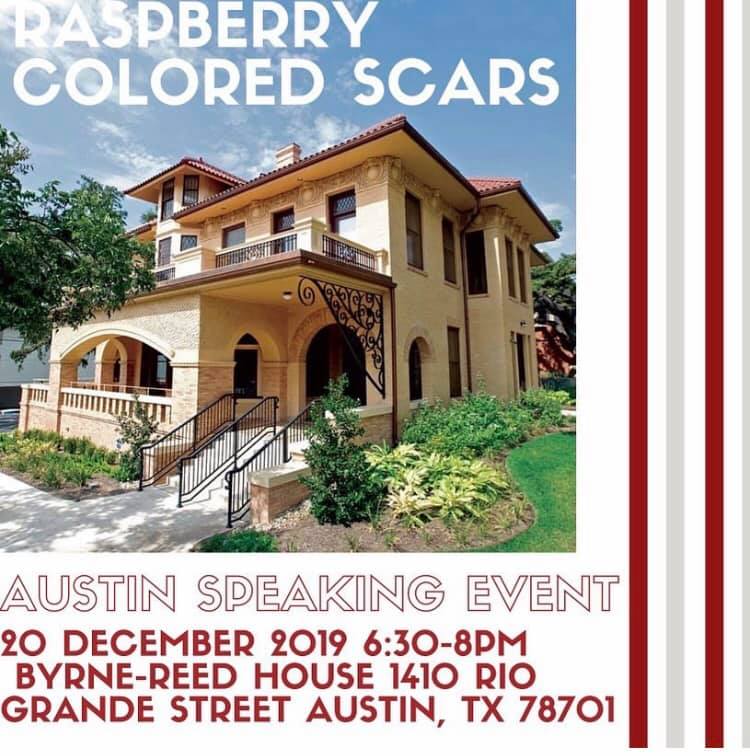 RASPBERRY
COLORED SCARS
AUSTIN SPEAKING EVENT
20 DECEMBER 2019 6:30-8PM
BYRNE-REED HOUSE 1410 RIO
GRANDE STREET AUSTIN, TX 78701